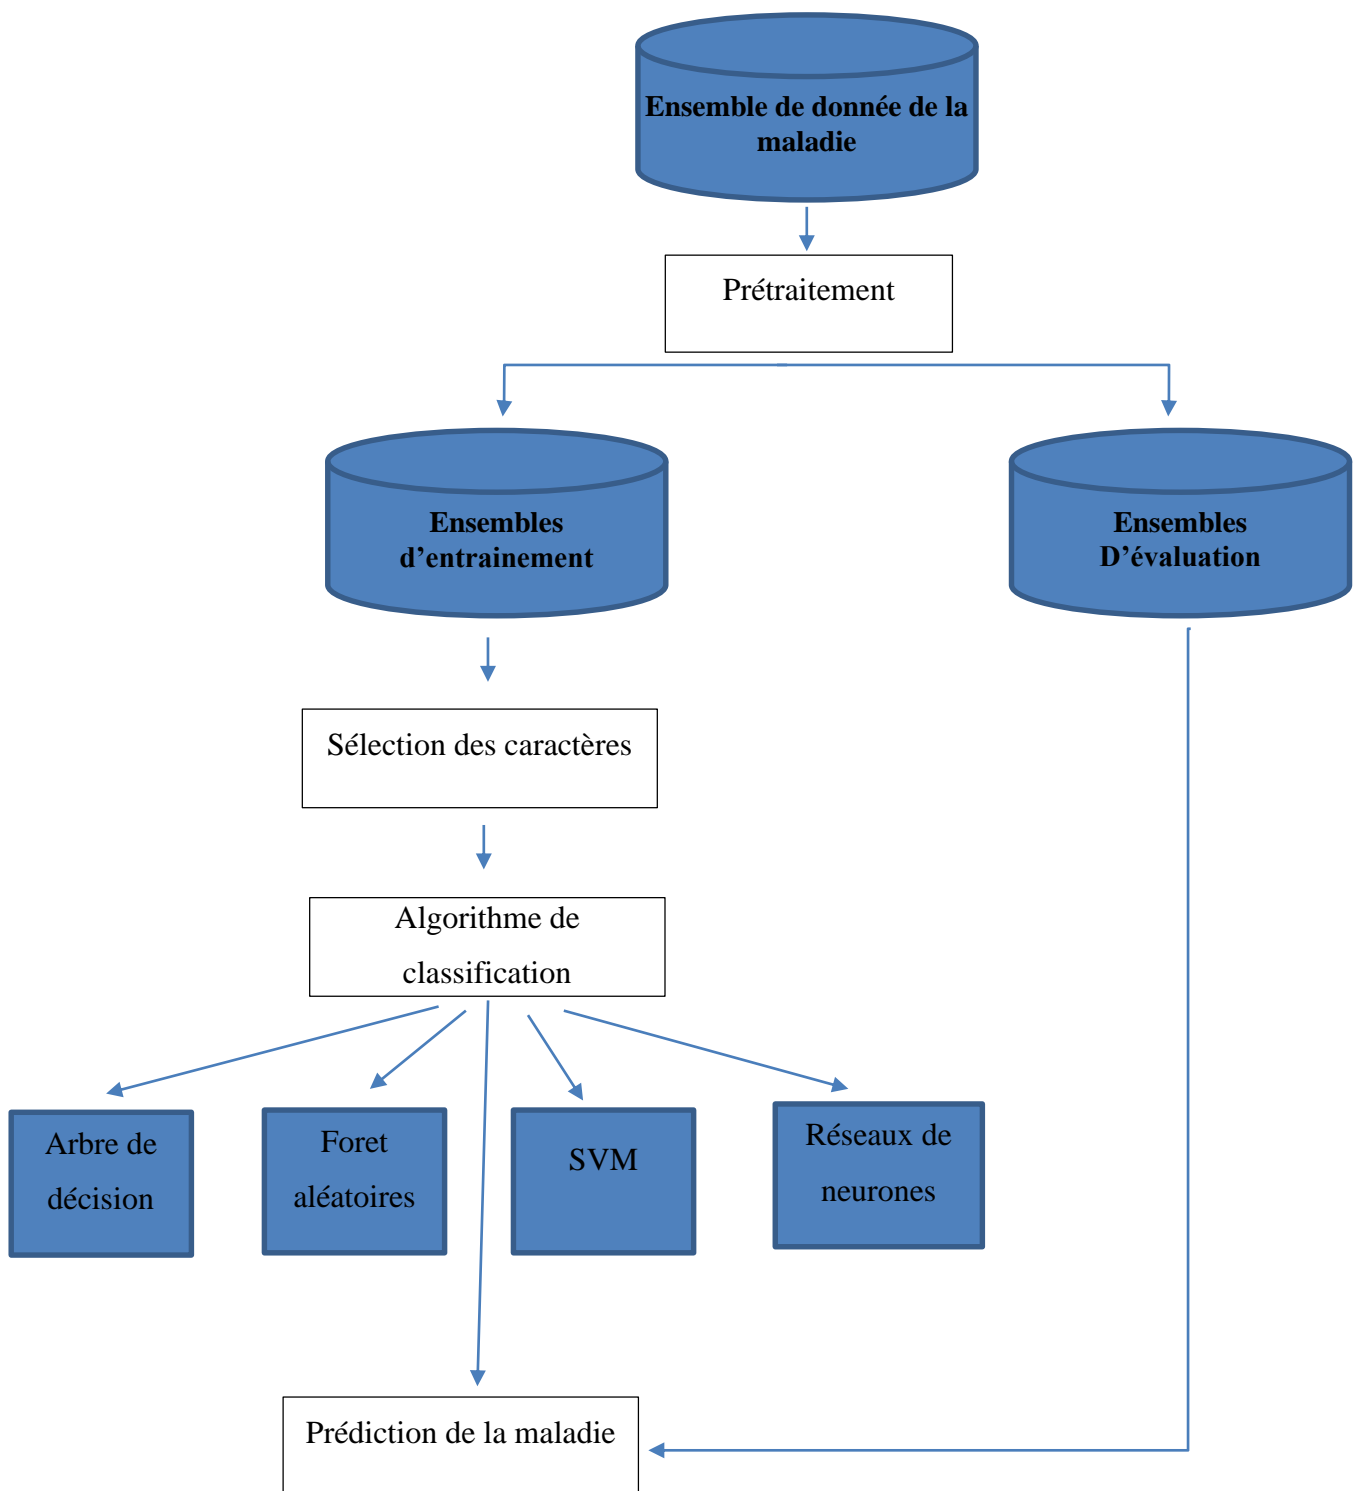 Ensemble de donnée de la
maladie
Prétraitement
Ensembles
d’entrainement
Ensembles
D’évaluation
Sélection des caractères
Algorithme de
classification
Arbre de
décision
Foret
aléatoires
SVM
Réseaux de
neurones
Prédiction de la maladie